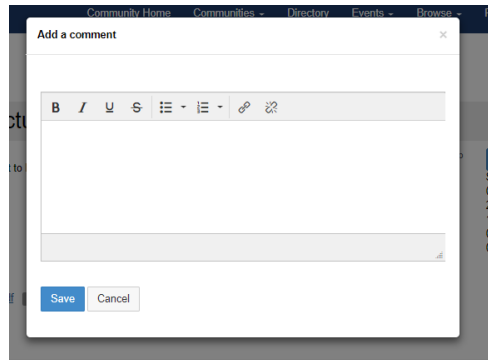 Community Home Communities Directory Events Browse
Add a comment ×
B I U S
Save Cancel